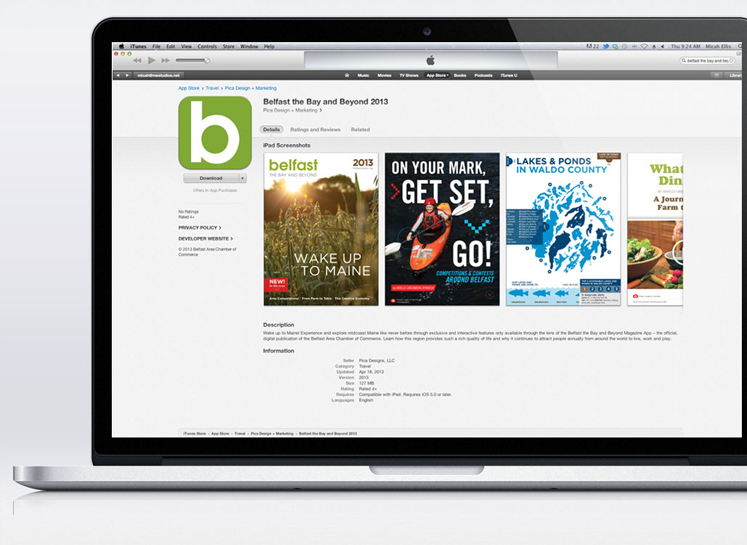 iTunes File Edit View Controls Store Window Help
22 Thu 9:24 AM Micah Ellis
belfast the bay and bey
Music Movies TV Shows App Store Books Podcasts iTunes U
App Store › Travel › Pica Design + Marketing
Belfast the Bay and Beyond 2013
Pica Design + Marketing ›
Details Ratings and Reviews Related
iPad Screenshots
b
Download
Offers In-App Purchases
No Ratings
Rated 4+
PRIVACY POLICY ›
DEVELOPER WEBSITE ›
© 2013 Belfast Area Chamber of
Commerce
belfast 2013
THE BAY AND BEYOND
WAKE UP
TO MAINE
NEW!
Area Competitions From Farm to Table The Creative Economy
ON YOUR MARK,
GET SET,
GO!
COMPETITIONS & CONTESTS
AROUND BELFAST
LAKES & PONDS
IN WALDO COUNTY
What
Din
A Journ
Farm t
Description
Wake up to Maine! Experience and explore midcoast Maine like never before through exclusive and interactive features only available through the lens of the Belfast the Bay and Beyond Magazine App – the official,
digital publication of the Belfast Area Chamber of Commerce. Learn how this region provides such a rich quality of life and why it continues to attract people annually from around the world to live, work and play.
Information
Seller Pica Designs, LLC
Category Travel
Updated Apr 18, 2013
Version 2013
Size 127 MB
Rating Rated 4+
Requires Compatible with iPad. Requires iOS 5.0 or later.
Languages English
iTunes Store › App Store › Travel › Pica Design + Marketing › Belfast the Bay and Beyond 2013